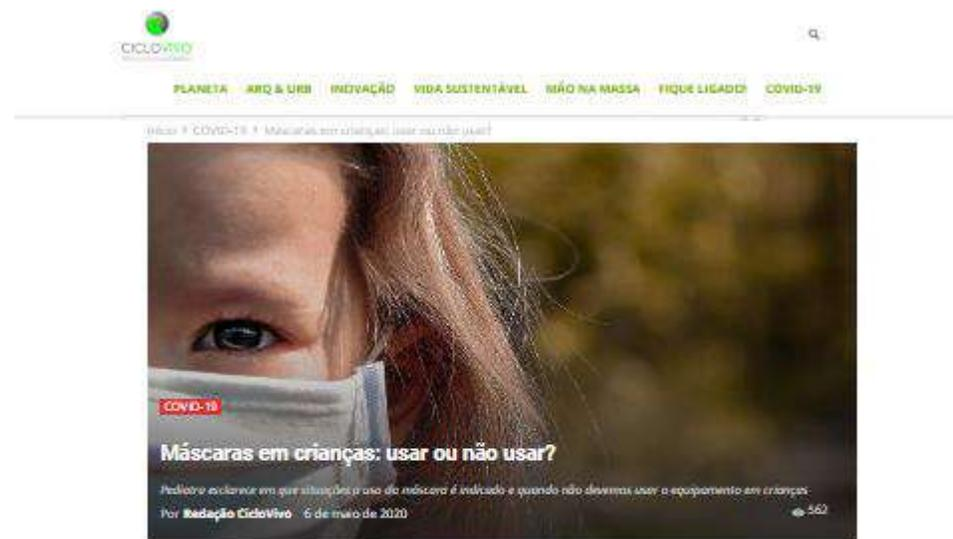 CICLOVIVO
PLANETA ARQ & URB INOVAÇÃO VIDA SUSTENTÁVEL MÃO NA MASSA FIQUE LIGADO! COVID-19
Início COVID-19 Máscaras em crianças: usar ou não usar?
COVID-19
Máscaras em crianças: usar ou não usar?
Pediatra esclarece em que situações o uso da máscara é indicado e quando não devemos usar o equipamento em crianças
Por Redação CicloVivo 6 de maio de 2020
562